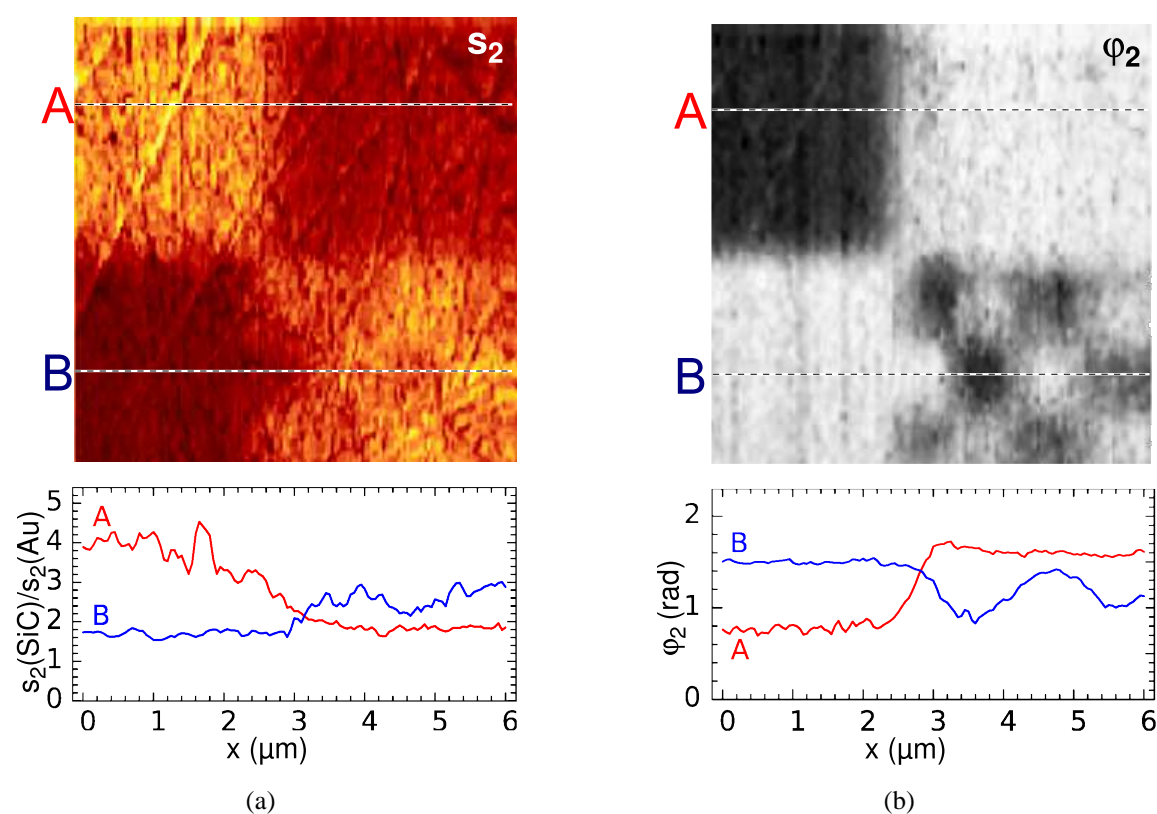 s₂
A
B
s₂(SiC)/s₂(Au)
5
4
3
2
1
0
A
B
0 1 2 3 4 5 6
x (µm)
(a)
φ₂
A
B
φ₂ (rad)
2
1
0
B
A
0 1 2 3 4 5 6
x (µm)
(b)